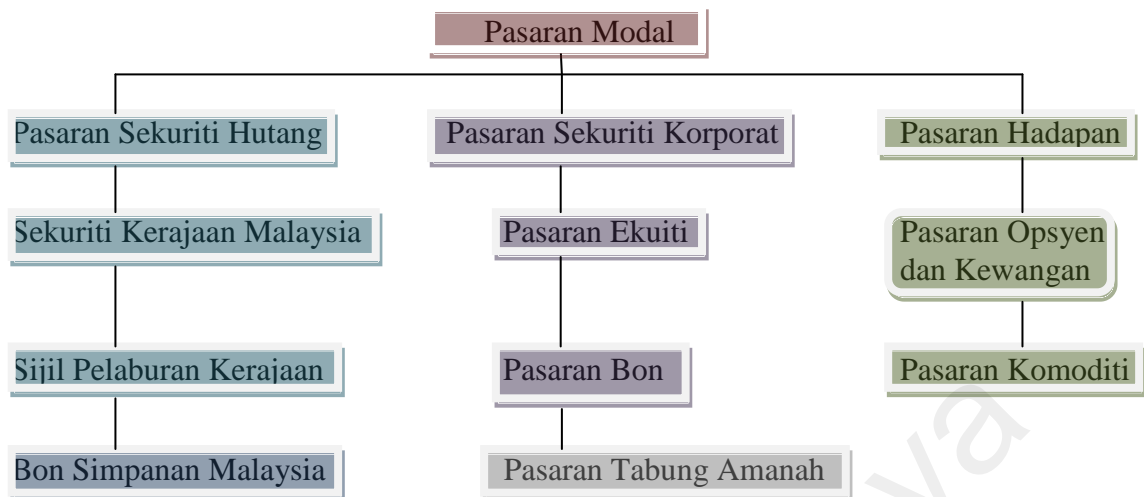 Pasaran Modal
Pasaran Sekuriti Hutang
Pasaran Sekuriti Korporat
Pasaran Hadapan
Sekuriti Kerajaan Malaysia
Pasaran Ekuiti
Pasaran Opsyen
dan Kewangan
Sijil Pelaburan Kerajaan
Pasaran Bon
Pasaran Komoditi
Bon Simpanan Malaysia
Pasaran Tabung Amanah
ya